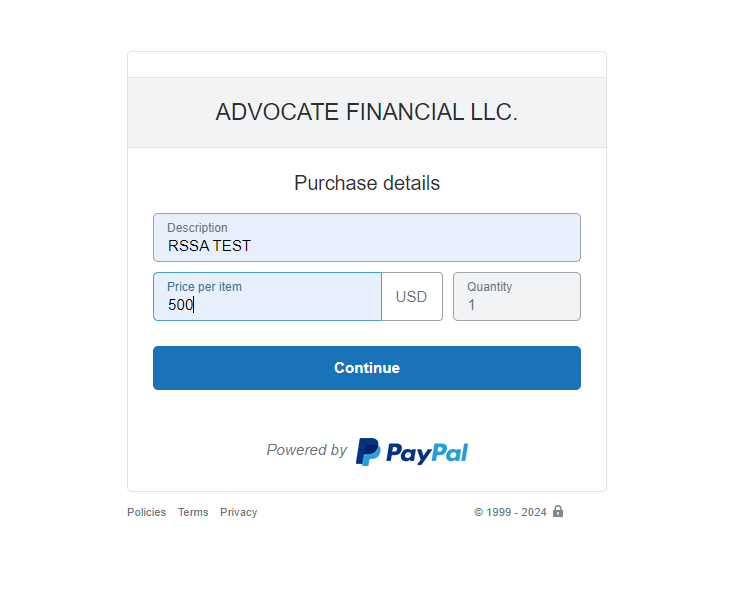 ADVOCATE FINANCIAL LLC.
Purchase details
Description
RSSA TEST
Price per item
500
USD
Quantity
1
Continue
Powered by PayPal
Policies Terms Privacy © 1999 - 2024